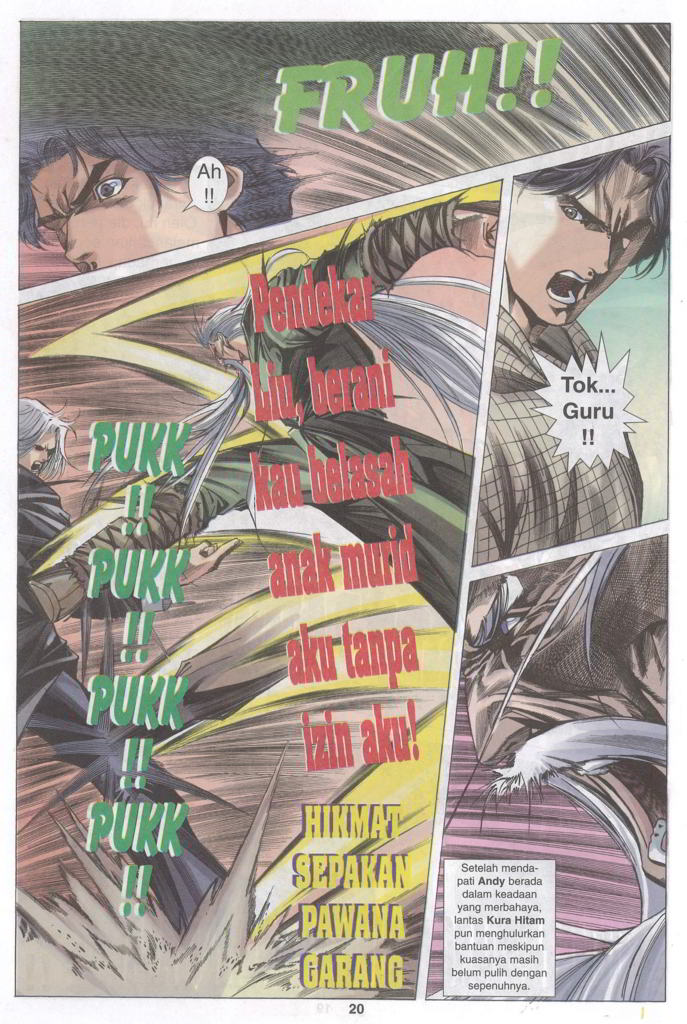 FRUH!!
Ah
!!
Tok...
Guru
!!
Pendekar
Liu, berani
kau belasah
anak murid
aku tanpa
izin aku!
PUKK
!!
PUKK
!!
PUKK
!!
PUKK
!!
HIKMAT
SEPAKAN
PAWANA
GARANG
Setelah menda-
pati Andy berada
dalam keadaan
yang merbahaya,
lantas Kura Hitam
pun menghulurkan
bantuan meskipun
kuasanya masih
belum pulih dengan
sepenuhnya.
20